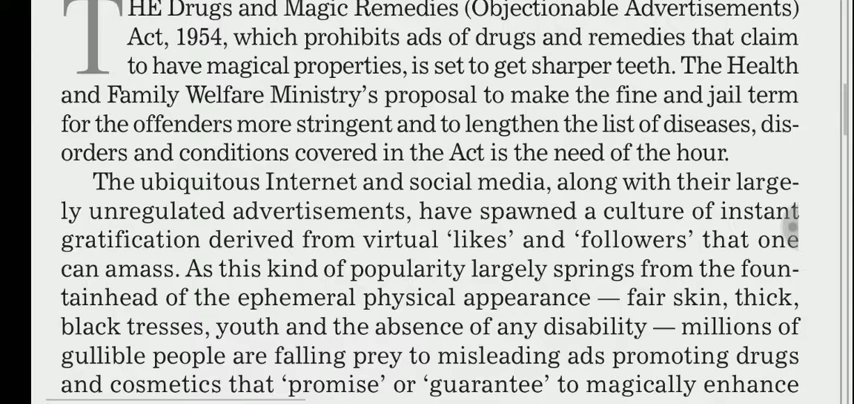 THE Drugs and Magic Remedies (Objectionable Advertisements)
Act, 1954, which prohibits ads of drugs and remedies that claim
to have magical properties, is set to get sharper teeth. The Health
and Family Welfare Ministry's proposal to make the fine and jail term
for the offenders more stringent and to lengthen the list of diseases, dis-
orders and conditions covered in the Act is the need of the hour.
The ubiquitous Internet and social media, along with their large-
ly unregulated advertisements, have spawned a culture of instant
gratification derived from virtual 'likes' and 'followers' that one
can amass. As this kind of popularity largely springs from the foun-
tainhead of the ephemeral physical appearance — fair skin, thick,
black tresses, youth and the absence of any disability — millions of
gullible people are falling prey to misleading ads promoting drugs
and cosmetics that 'promise' or 'guarantee' to magically enhance